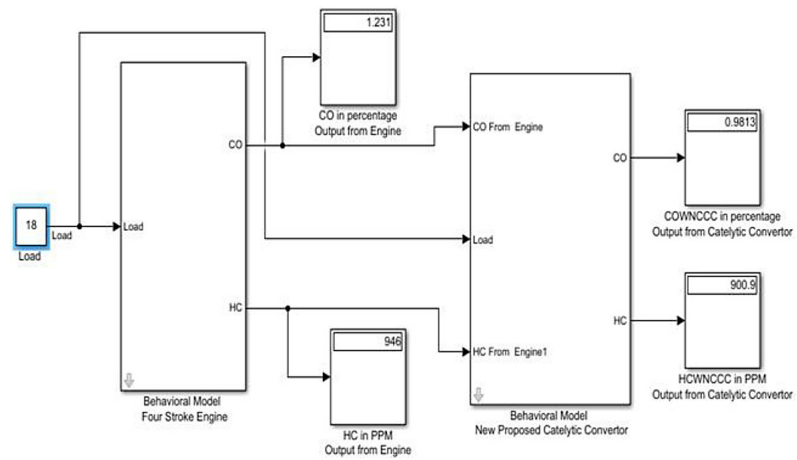 1.231
CO in percentage
Output from Engine
18
Load
Load
Load
CO
HC
Behavioral Model
Four Stroke Engine
946
HC in PPM
Output from Engine
CO From Engine
Load
HC From Engine1
CO
HC
Behavioral Model
New Proposed Catelytic Convertor
0.9813
COWNCCC in percentage
Output from Catelytic Convertor
900.9
HCWNCCC in PPM
Output from Catelytic Convertor